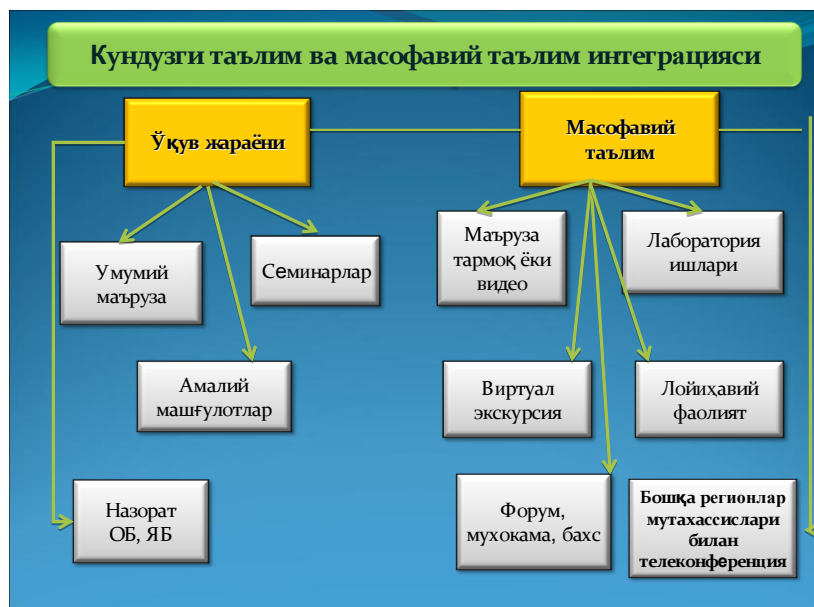 Кундузги таълим ва масофавий таълим интеграцияси
Ўқув жараёни
Масофавий
таълим
Умумий
маъруза
Семинарлар
Маъруза
тармоқ ёки
видео
Лаборатория
ишлари
Амалий
машғулотлар
Виртуал
экскурсия
Лойиҳавий
фаолият
Назорат
ОБ, ЯБ
Форум,
мухокама, бахс
Бошқа регионлар
мутахассислари
билан
телеконференция